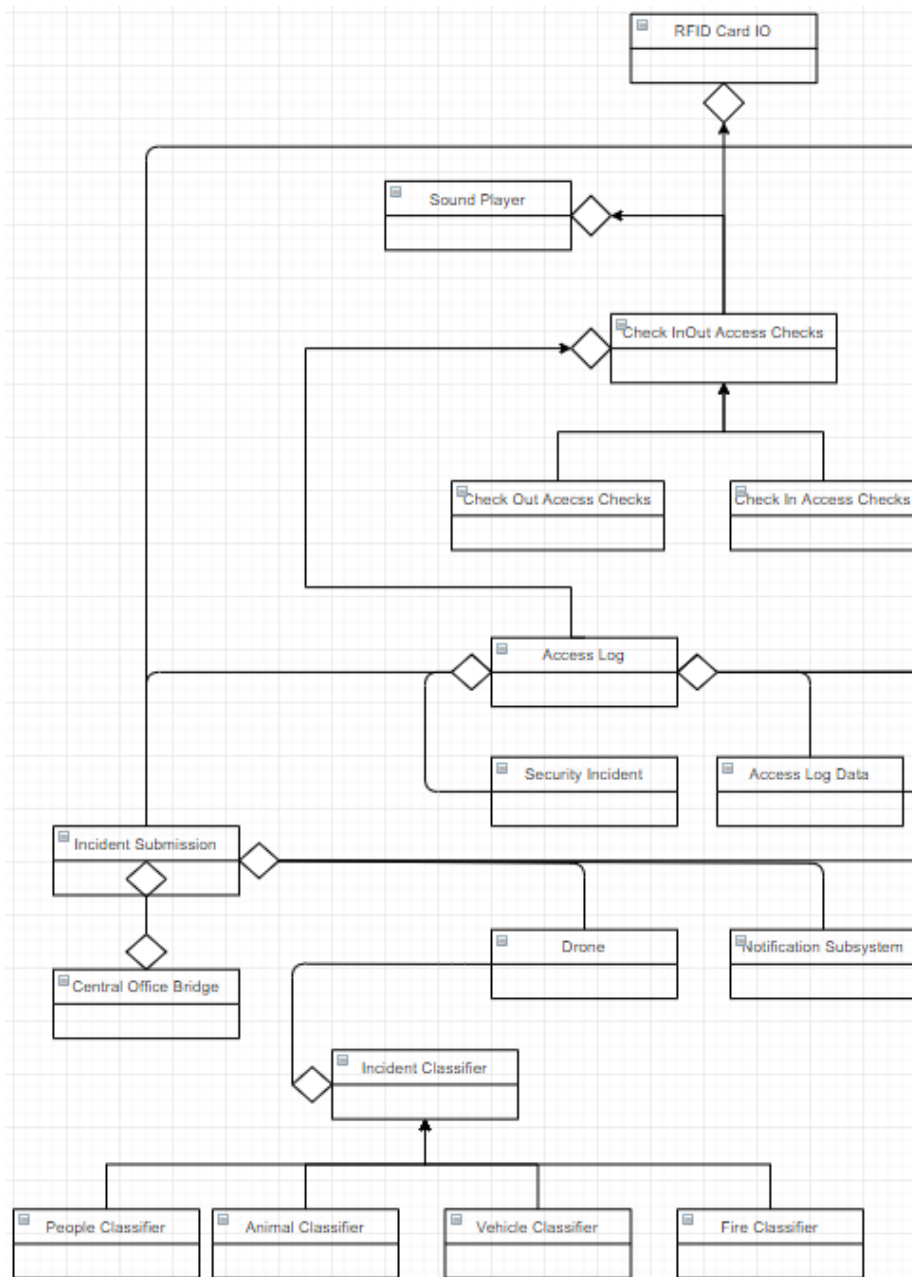 RFID Card IO
Sound Player
Check InOut Access Checks
Check Out Acecss Checks
Check In Access Checks
Access Log
Security Incident
Access Log Data
Incident Submission
Drone
Notification Subsystem
Central Office Bridge
Incident Classifier
People Classifier
Animal Classifier
Vehicle Classifier
Fire Classifier